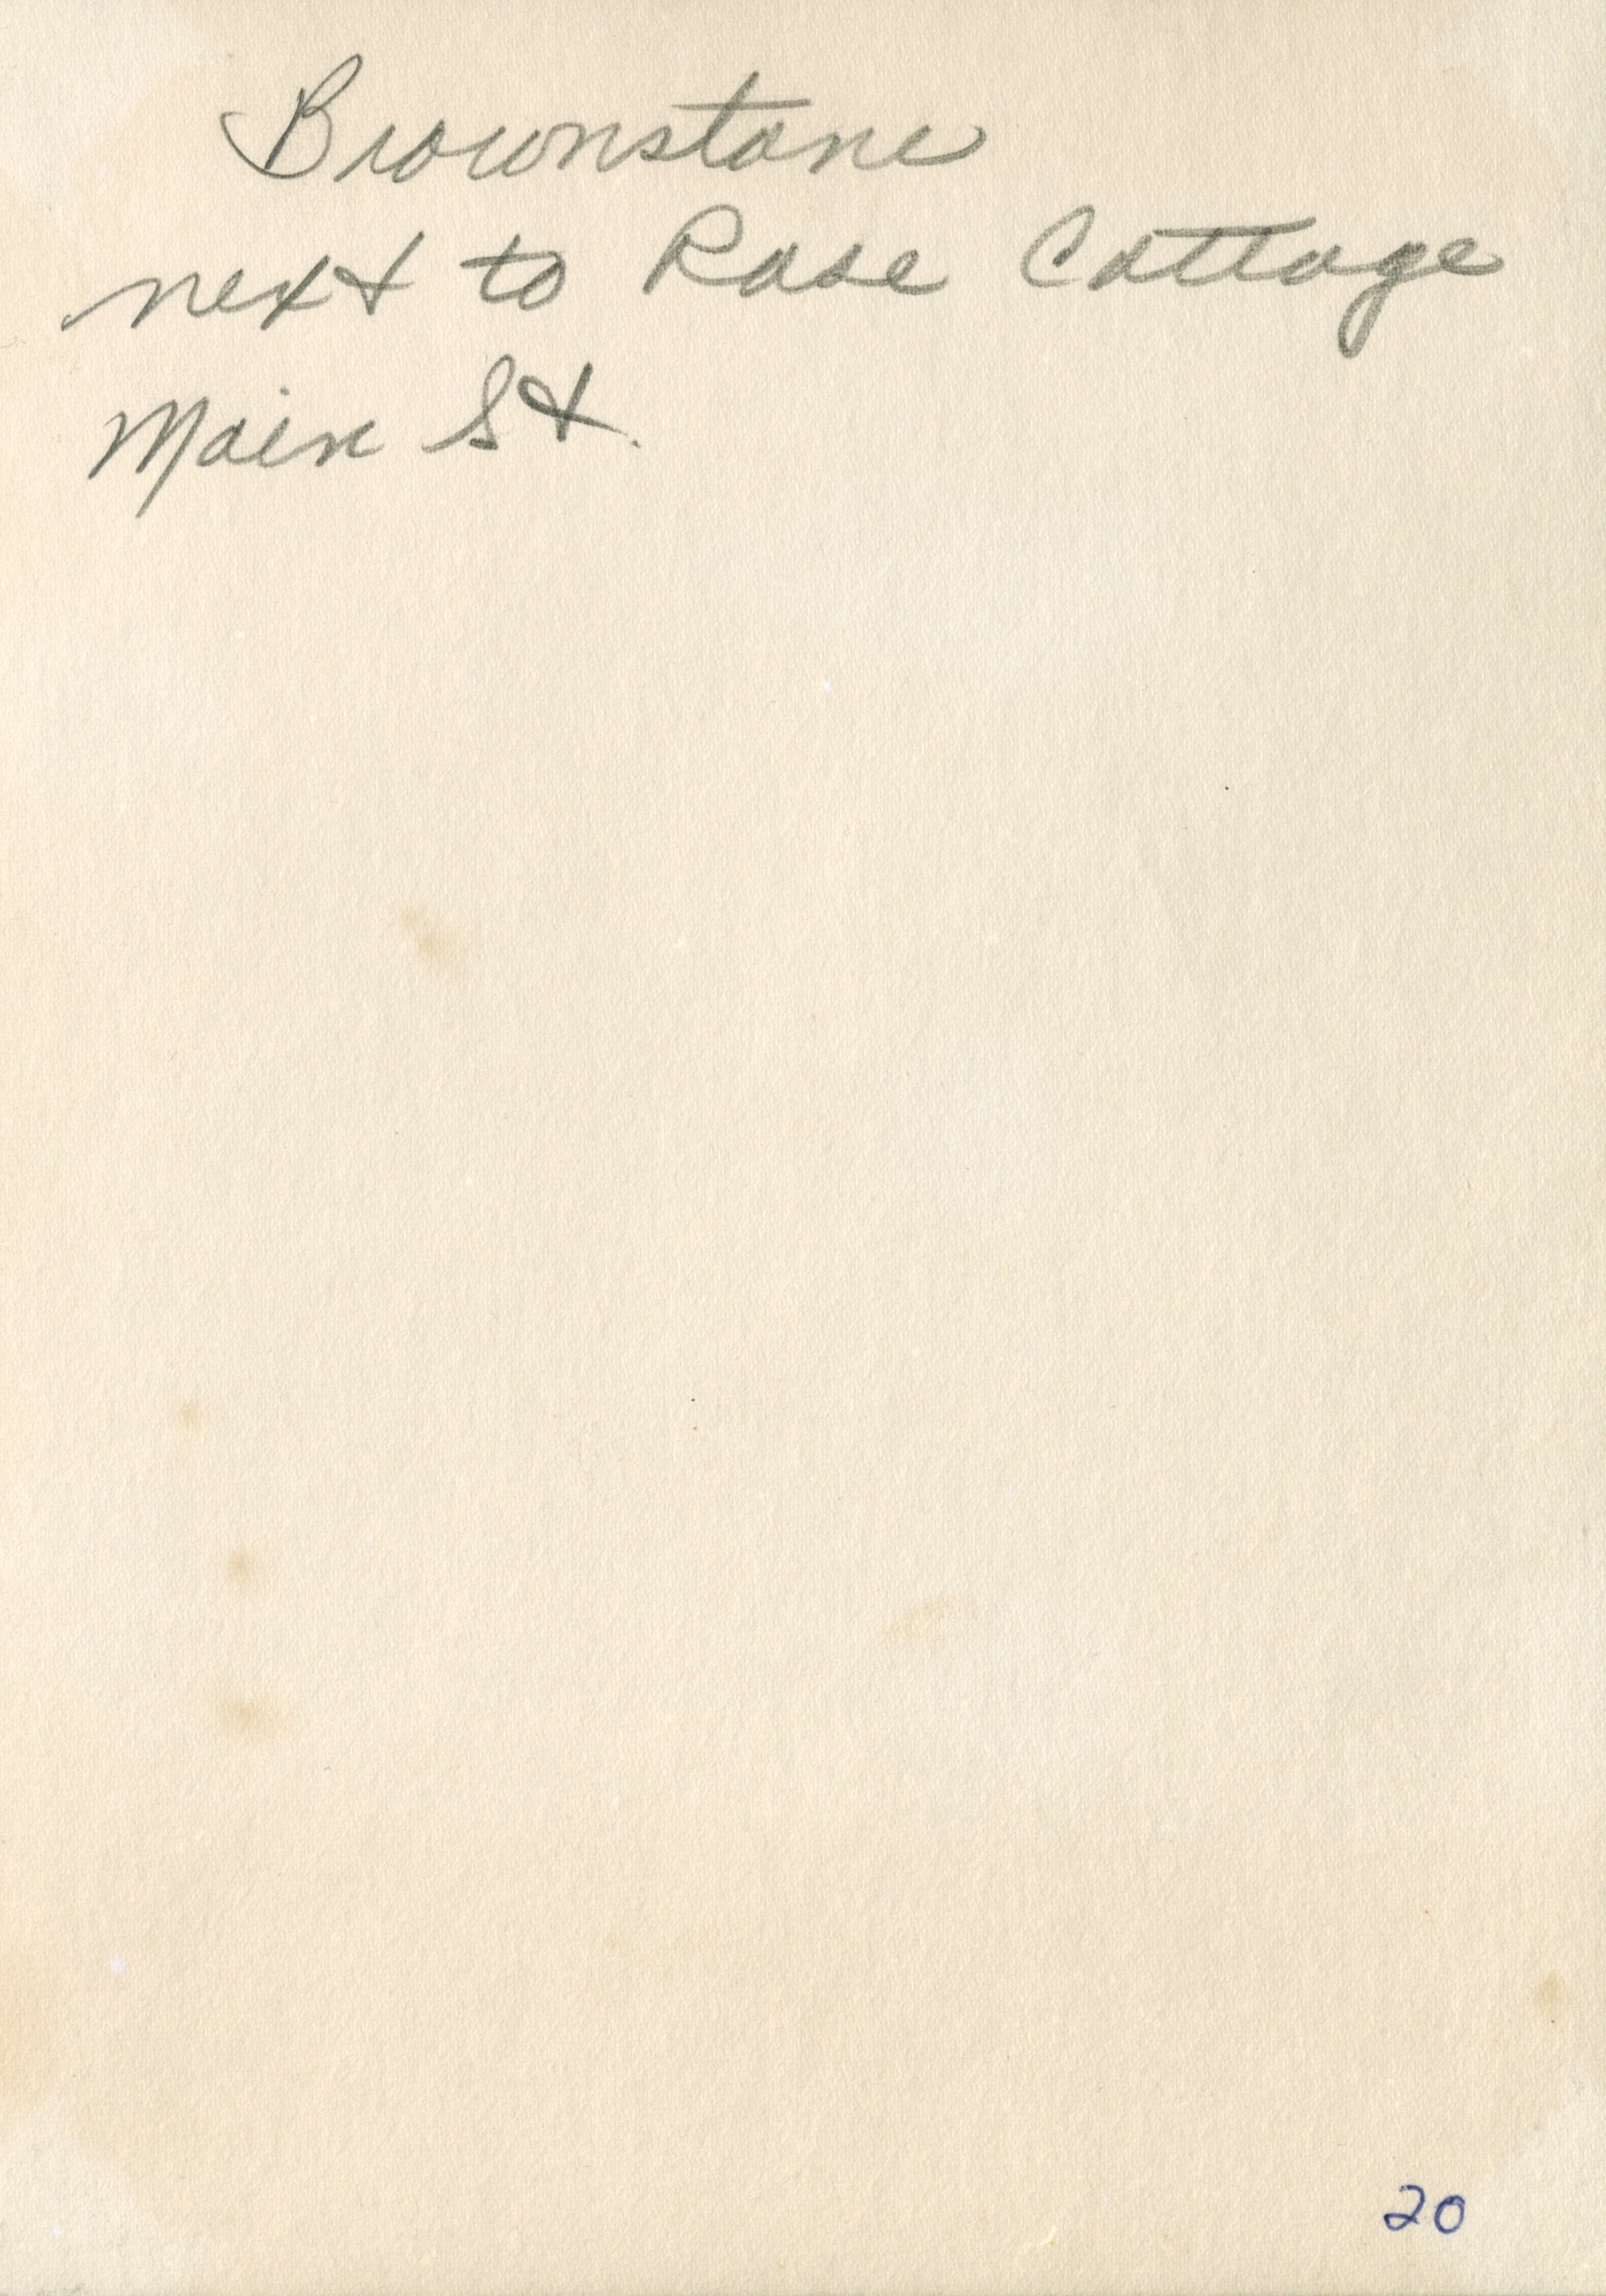 Brownstone
next to Rose Cottage
Main St.
20